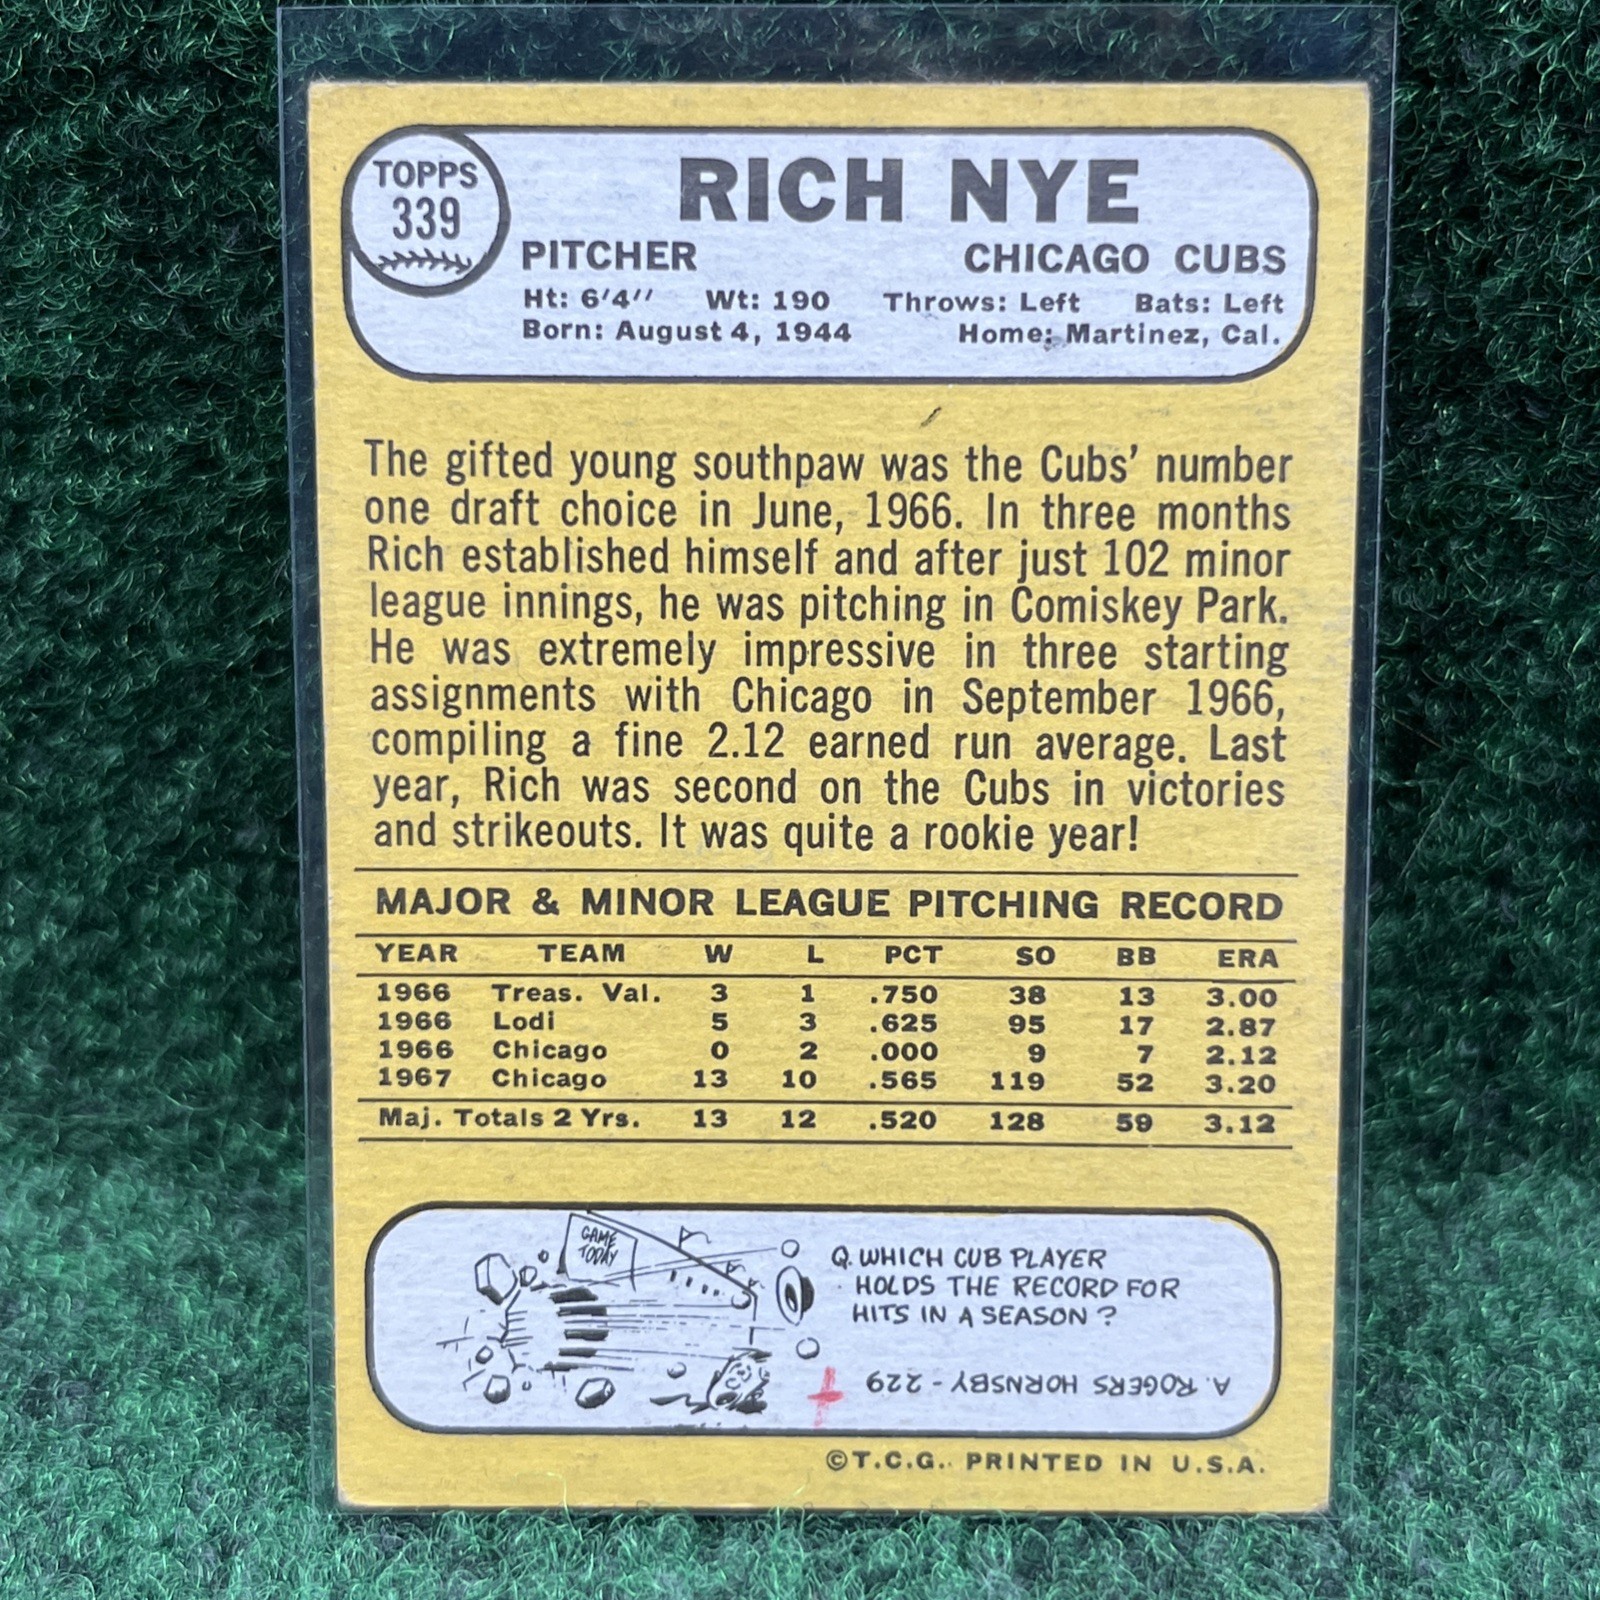 TOPPS
339
RICH NYE
PITCHER CHICAGO CUBS
Ht: 6'4'' Wt: 190 Throws: Left Bats: Left
Born: August 4, 1944 Home: Martinez, Cal.
The gifted young southpaw was the Cubs' number
one draft choice in June, 1966. In three months
Rich established himself and after just 102 minor
league innings, he was pitching in Comiskey Park.
He was extremely impressive in three starting
assignments with Chicago in September 1966,
compiling a fine 2.12 earned run average. Last
year, Rich was second on the Cubs in victories
and strikeouts. It was quite a rookie year!
MAJOR & MINOR LEAGUE PITCHING RECORD
YEAR TEAM W L PCT SO BB ERA
1966 Treas. Val. 3 1 .750 38 13 3.00
1966 Lodi 5 3 .625 95 17 2.87
1966 Chicago 0 2 .000 9 7 2.12
1967 Chicago 13 10 .565 119 52 3.20
Maj. Totals 2 Yrs. 13 12 .520 128 59 3.12
GAME
TODAY
Q. WHICH CUB PLAYER
HOLDS THE RECORD FOR
HITS IN A SEASON?
A. ROGERS HORNSBY - 229
©T.C.G. PRINTED IN U.S.A.